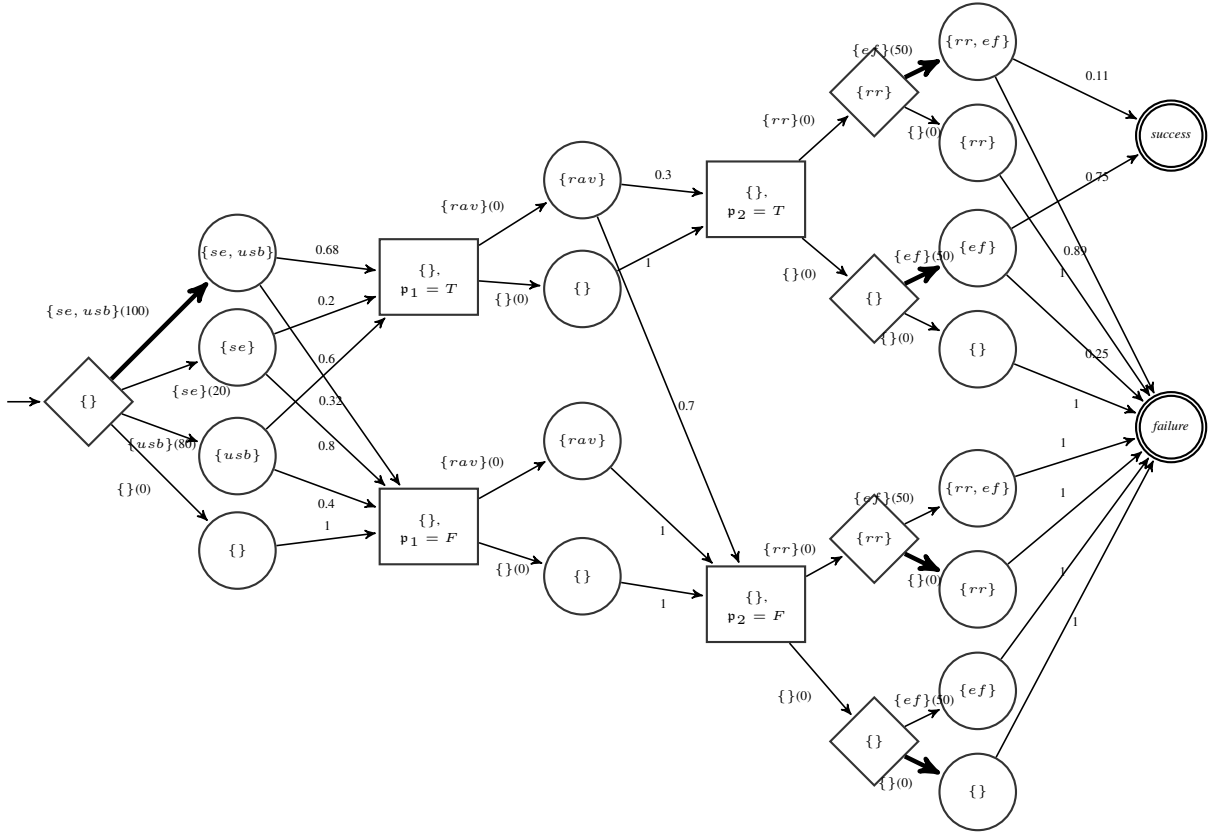 {}
{se, usb}(100)
{se}(20)
{usb}(80)
{}(0)
{se, usb}
{se}
{usb}
{}
0.68
0.2
0.6
0.32
0.8
0.4
1
{},
𝔭1 = T
{},
𝔭1 = F
{rav}(0)
{}(0)
{rav}(0)
{}(0)
{rav}
{}
{rav}
{}
0.3
1
0.7
1
1
{},
𝔭2 = T
{},
𝔭2 = F
{rr}(0)
{}(0)
{rr}(0)
{}(0)
{rr}
{}
{rr}
{}
{ef}(50)
{}(0)
{ef}(50)
{}(0)
{ef}(50)
{}(0)
{ef}(50)
{}(0)
{rr, ef}
{rr}
{ef}
{}
{rr, ef}
{rr}
{ef}
{}
0.11
0.75
0.89
1
0.25
1
1
1
1
1
success
failure